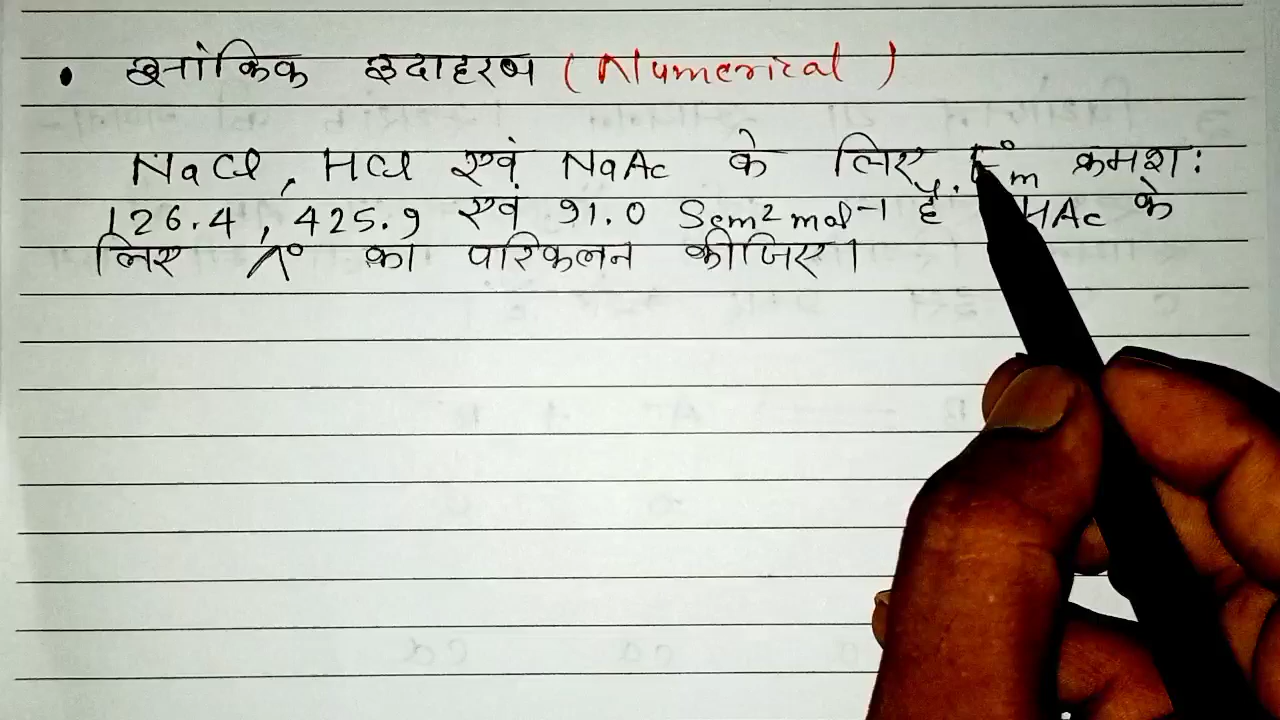 • आंकिक उदाहरण (Numerical)
NaCl, HCl एवं NaAc के लिए क्रमश:
126.4, 425.9 एवं 91.0 Scm² mol⁻¹ है. HAc के
लिए Λ° का परिकलन कीजिए।